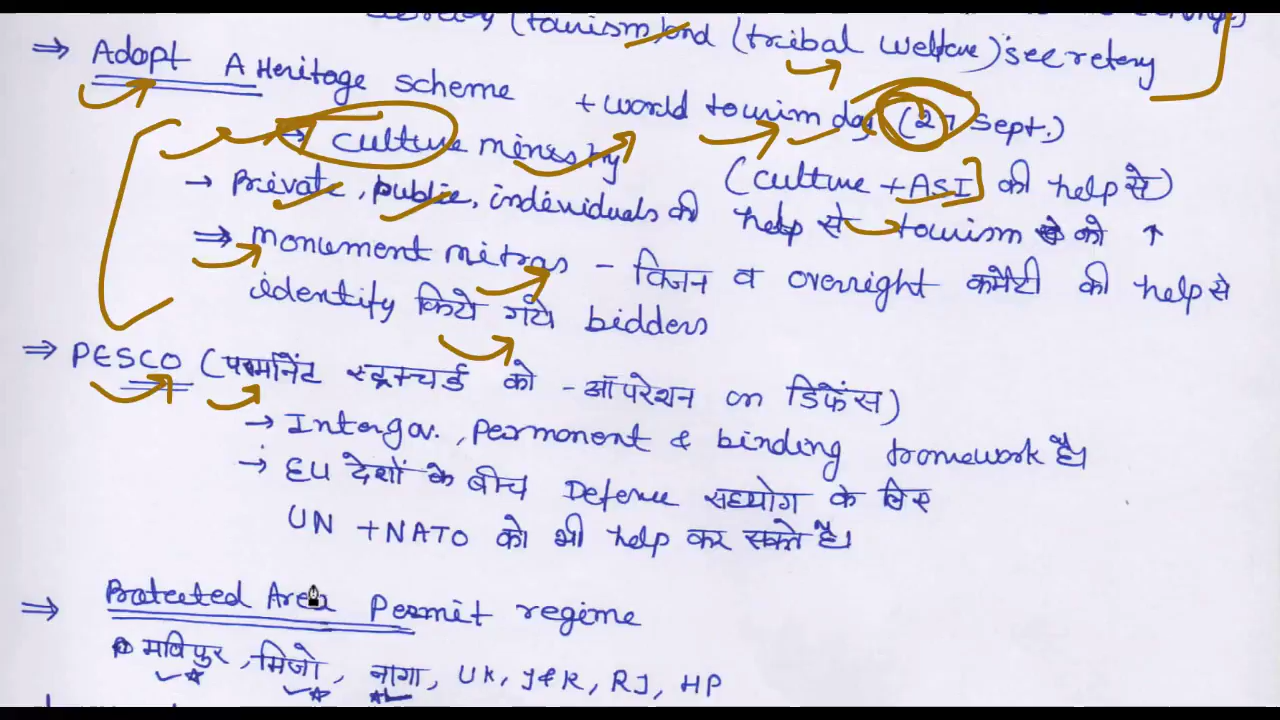 (tourism) and (tribal welfare) secretary
⇒ Adopt A Heritage scheme + world tourism day (27 Sept.)
→ culture ministry (culture + ASI] की help से)
→ Private, public, individuals की help से tourism को ↑
⇒ monument mitras - विजन व overright कमेटी की help से
identify किये गये bidders
⇒ PESCO (परमानेंट स्ट्रक्चर्ड को - ऑपरेशन on डिफेंस)
→ Intergov., permonent & binding framework है।
→ EU देशों के बीच Defence सहयोग के लिए
UN + NATO को भी help कर सकते है।
⇒ Protected Area Permit regime
मणिपुर, मिजो, नागा, UK, J&K, RJ, HP